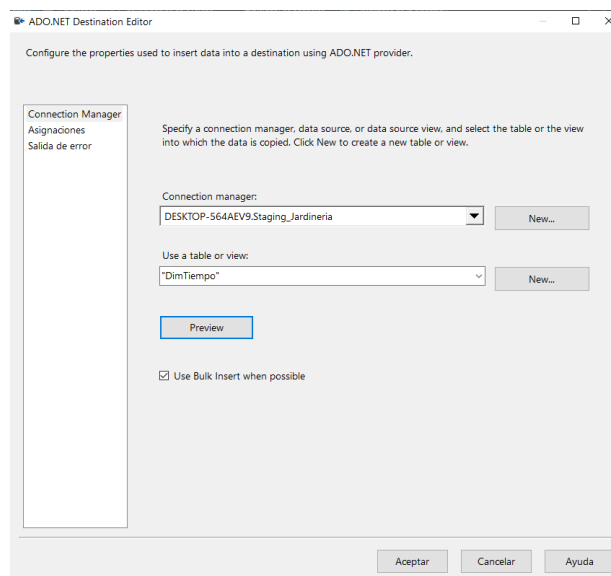 ADO.NET Destination Editor
Configure the properties used to insert data into a destination using ADO.NET provider.
Connection Manager
Asignaciones
Salida de error
Specify a connection manager, data source, or data source view, and select the table or the view
into which the data is copied. Click New to create a new table or view.
Connection manager:
DESKTOP-564AEV9.Staging_Jardineria
New...
Use a table or view:
"DimTiempo"
New...
Preview
Use Bulk Insert when possible
Aceptar
Cancelar
Ayuda